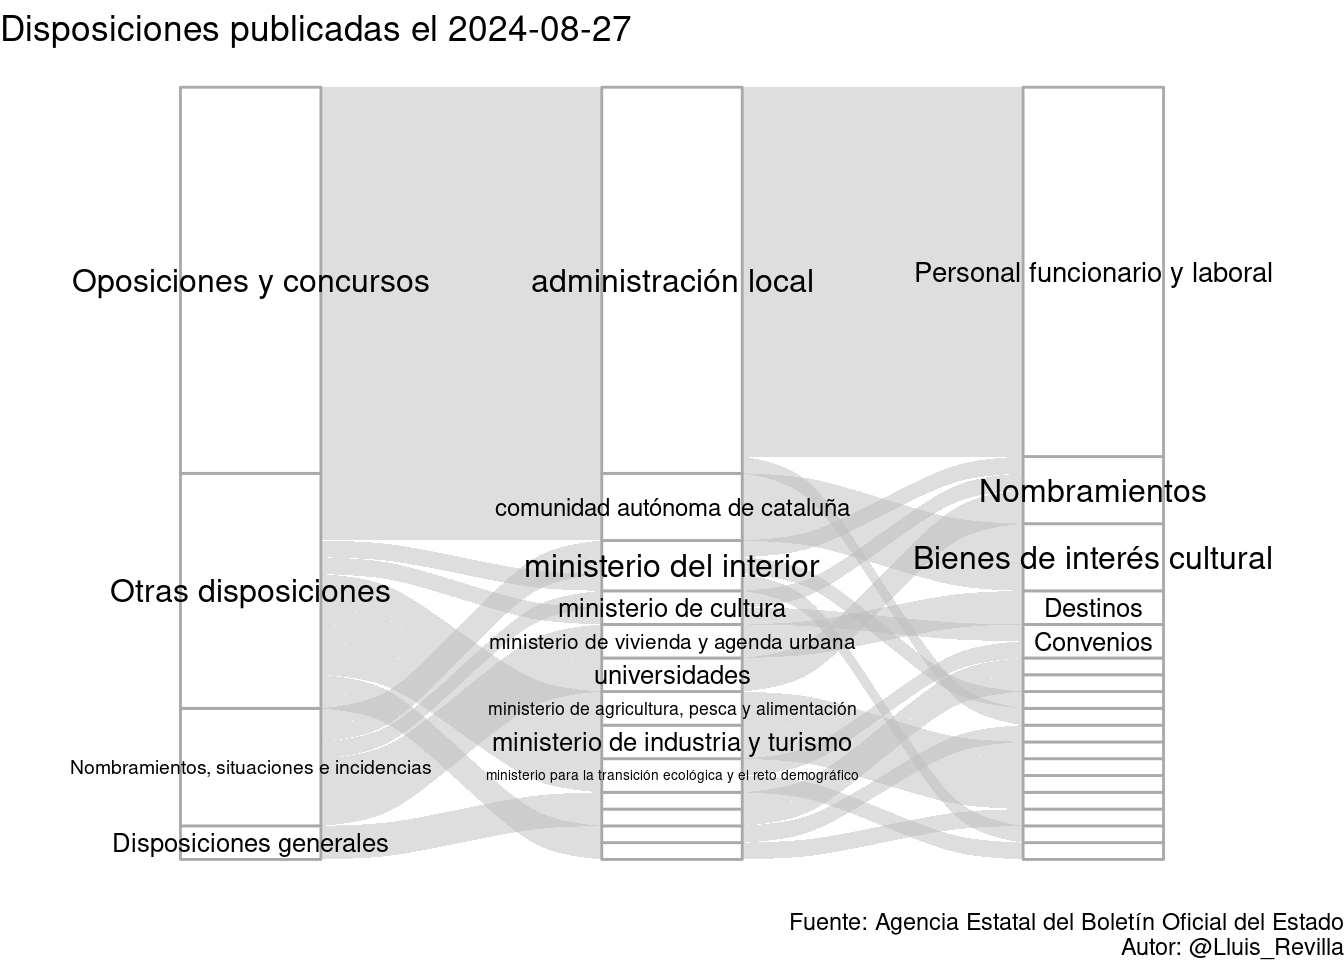 Disposiciones publicadas el 2024-08-27
Oposiciones y concursos
Otras disposiciones
Nombramientos, situaciones e incidencias
Disposiciones generales
administración local
comunidad autónoma de cataluña
ministerio del interior
ministerio de cultura
ministerio de vivienda y agenda urbana
universidades
ministerio de agricultura, pesca y alimentación
ministerio de industria y turismo
ministerio para la transición ecológica y el reto demográfico
Personal funcionario y laboral
Nombramientos
Bienes de interés cultural
Destinos
Convenios
Fuente: Agencia Estatal del Boletín Oficial del Estado
Autor: @Lluis_Revilla